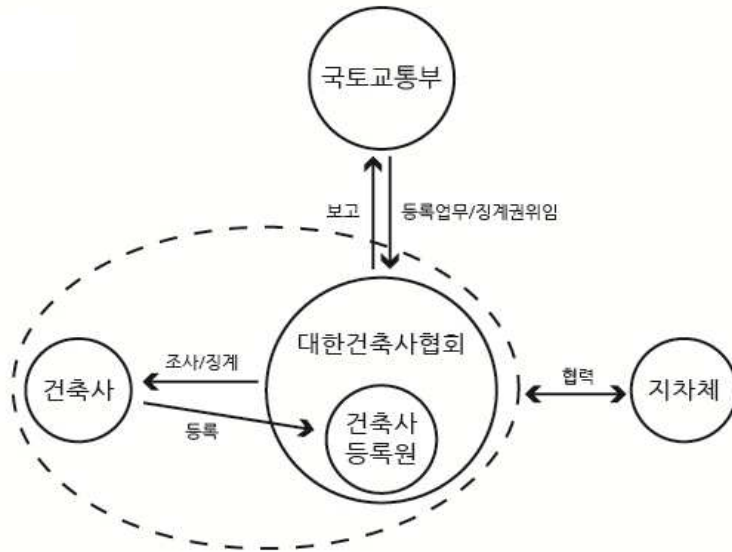 국토교통부
보고
등록업무/징계권위임
대한건축사협회
조사/징계
건축사
등록
건축사
등록원
협력
지차체